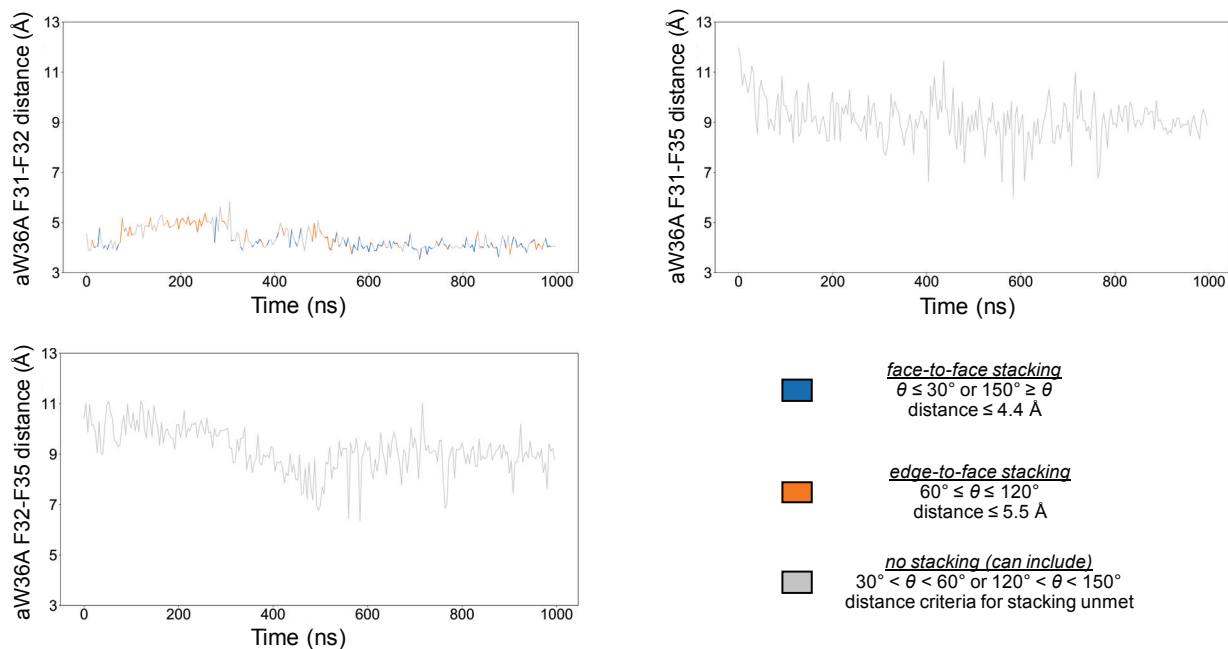 aW36A F31-F32 distance (Å)
13
11
9
7
5
3
0
200
400
600
800
1000
Time (ns)
aW36A F31-F35 distance (Å)
13
11
9
7
5
3
0
200
400
600
800
1000
Time (ns)
aW36A F32-F35 distance (Å)
13
11
9
7
5
3
0
200
400
600
800
1000
Time (ns)
face-to-face stacking
θ ≤ 30° or 150° ≥ θ
distance ≤ 4.4 Å
edge-to-face stacking
60° ≤ θ ≤ 120°
distance ≤ 5.5 Å
no stacking (can include)
30° < θ < 60° or 120° < θ < 150°
distance criteria for stacking unmet